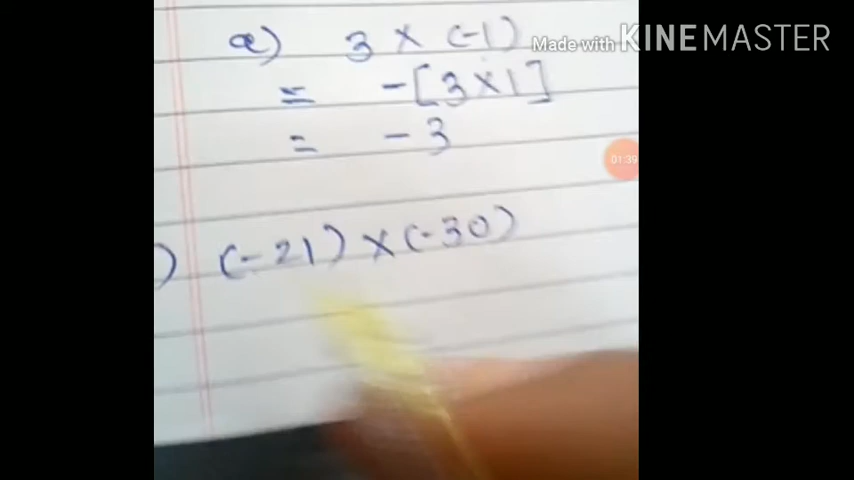 a) 3 × (-1)
Made with KINEMASTER
= -[3×1]
= -3
01:39
) (-21) × (-30)